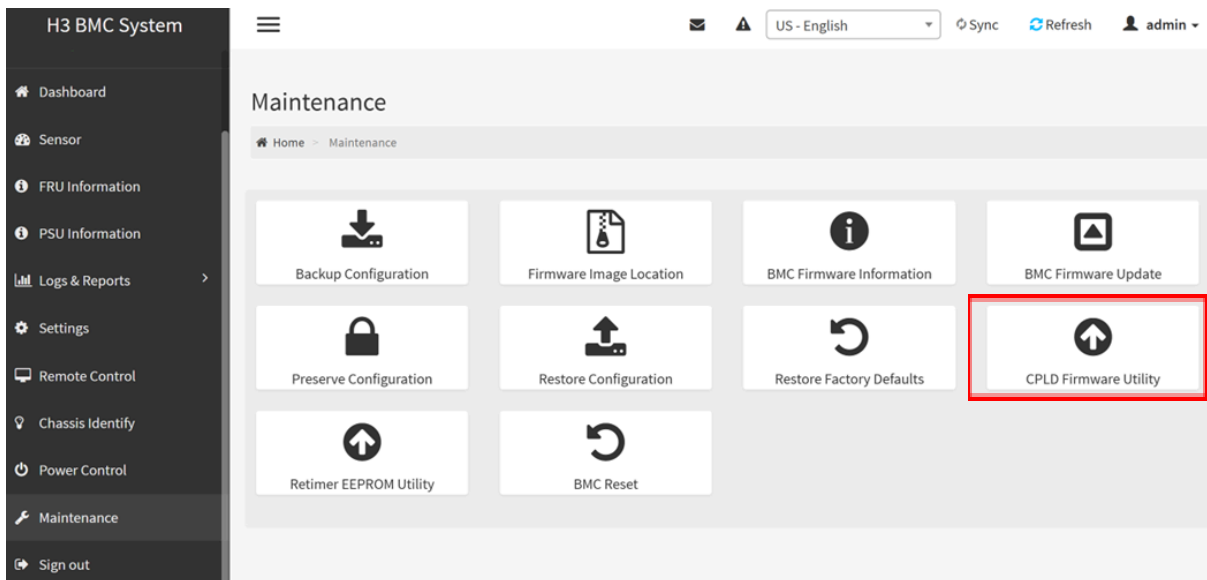 H3 BMC System
US - English
Sync
Refresh
admin
Dashboard
Sensor
FRU Information
PSU Information
Logs & Reports
Settings
Remote Control
Chassis Identify
Power Control
Maintenance
Sign out
Maintenance
Home > Maintenance
Backup Configuration
Firmware Image Location
BMC Firmware Information
BMC Firmware Update
Preserve Configuration
Restore Configuration
Restore Factory Defaults
CPLD Firmware Utility
Retimer EEPROM Utility
BMC Reset